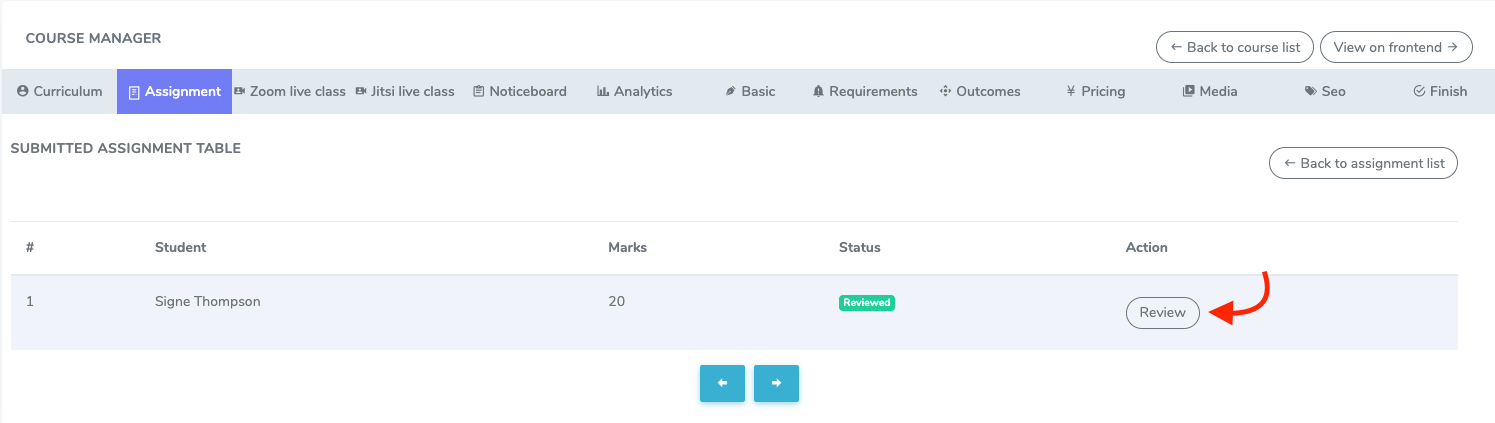 COURSE MANAGER
← Back to course list
View on frontend →
Curriculum
Assignment
Zoom live class
Jitsi live class
Noticeboard
Analytics
Basic
Requirements
Outcomes
¥ Pricing
Media
Seo
Finish
SUBMITTED ASSIGNMENT TABLE
← Back to assignment list
# Student Marks Status Action
1 Signe Thompson 20 Reviewed Review